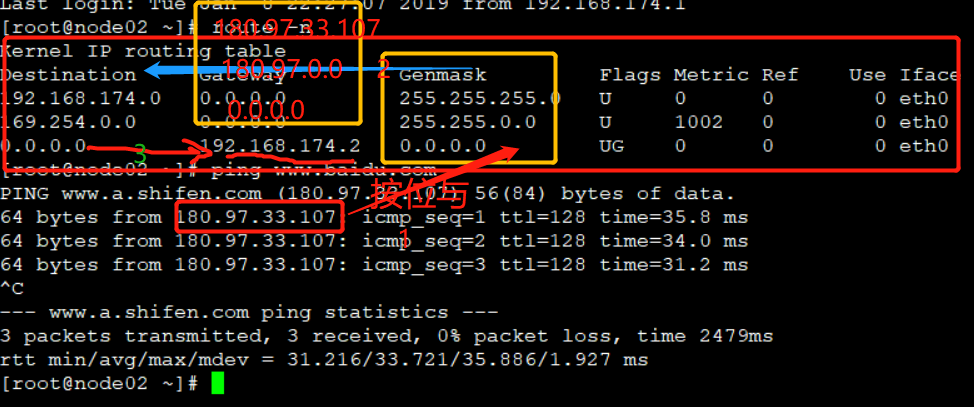 Last login: Tue Jan  8 22:27:07 2019 from 192.168.174.1
[root@node02 ~]# route -n
180.97.33.107
Kernel IP routing table
Destination     Gateway         Genmask         Flags Metric Ref    Use Iface
180.97.0.0 2
192.168.174.0   0.0.0.0         255.255.255.0   U     0      0        0 eth0
0.0.0.0
169.254.0.0     0.0.0.0         255.255.0.0     U     1002   0        0 eth0
0.0.0.0         192.168.174.2   0.0.0.0         UG    0      0        0 eth0
3
[root@node02 ~]# ping www.baidu.com
PING www.a.shifen.com (180.97.33.107) 56(84) bytes of data.
按位与
64 bytes from 180.97.33.107: icmp_seq=1 ttl=128 time=35.8 ms
1
64 bytes from 180.97.33.107: icmp_seq=2 ttl=128 time=34.0 ms
64 bytes from 180.97.33.107: icmp_seq=3 ttl=128 time=31.2 ms
^C
--- www.a.shifen.com ping statistics ---
3 packets transmitted, 3 received, 0% packet loss, time 2479ms
rtt min/avg/max/mdev = 31.216/33.721/35.886/1.927 ms
[root@node02 ~]#